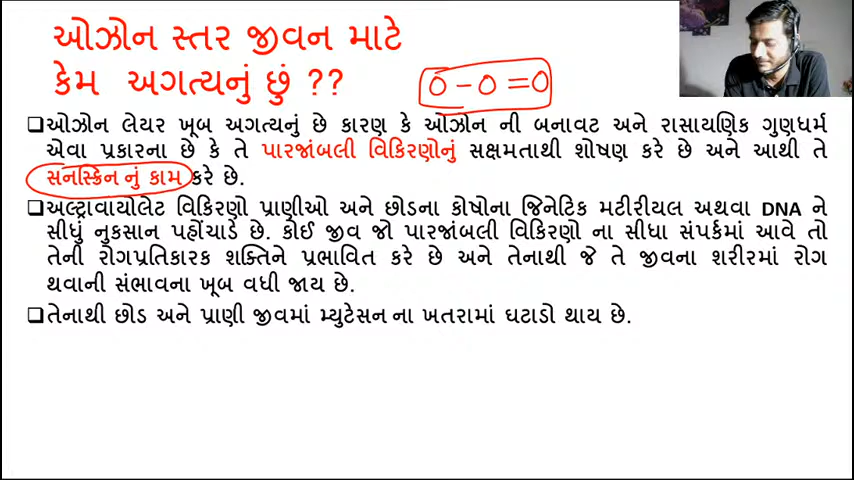 ઓઝોન સ્તર જીવન માટે
કેમ અગત્યનું છું ??
O - O = O
❑ઓઝોન લેયર ખૂબ અગત્યનું છે કારણ કે ઓઝોન ની બનાવટ અને રાસાયણિક ગુણધર્મ
એવા પ્રકારના છે કે તે પારજાંબલી વિકિરણોનું સક્ષમતાથી શોષણ કરે છે અને આથી તે
સનસ્ક્રિન નું કામ કરે છે.
❑અલ્ટ્રાવાયોલેટ વિકિરણો પ્રાણીઓ અને છોડના કોષોના જિનેટિક મટીરીયલ અથવા DNA ને
સીધું નુકસાન પહોંચાડે છે. કોઈ જીવ જો પારજાંબલી વિકિરણો ના સીધા સંપર્કમાં આવે તો
તેની રોગપ્રતિકારક શક્તિને પ્રભાવિત કરે છે અને તેનાથી જે તે જીવના શરીરમાં રોગ
થવાની સંભાવના ખૂબ વધી જાય છે.
❑તેનાથી છોડ અને પ્રાણી જીવમાં મ્યુટેસન ના ખતરામાં ઘટાડો થાય છે.